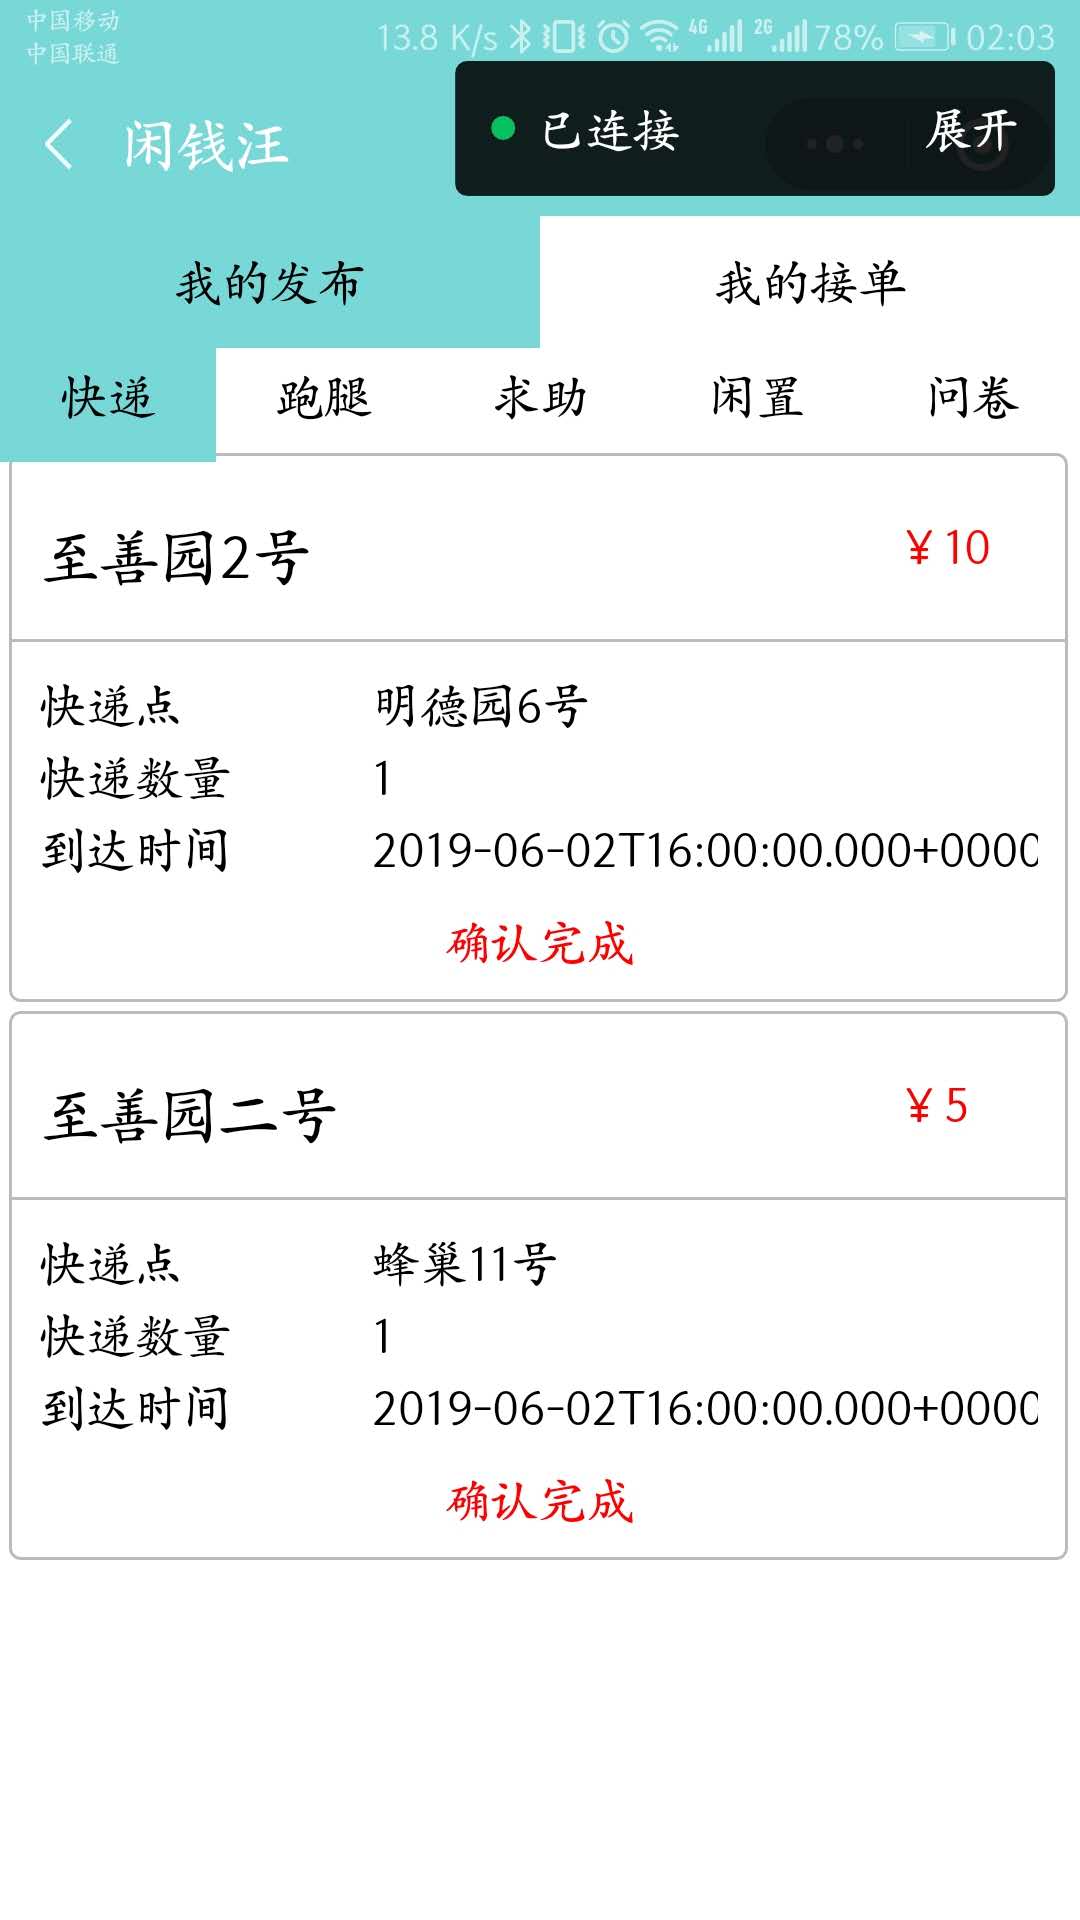 中国移动
中国联通
13.8 K/s 4G 2G 78% 02:03
闲钱汪
已连接 展开
我的发布 我的接单
快递 跑腿 求助 闲置 问卷
至善园2号 ¥10
快递点 明德园6号
快递数量 1
到达时间 2019-06-02T16:00:00.000+0000
确认完成
至善园二号 ¥5
快递点 蜂巢11号
快递数量 1
到达时间 2019-06-02T16:00:00.000+0000
确认完成